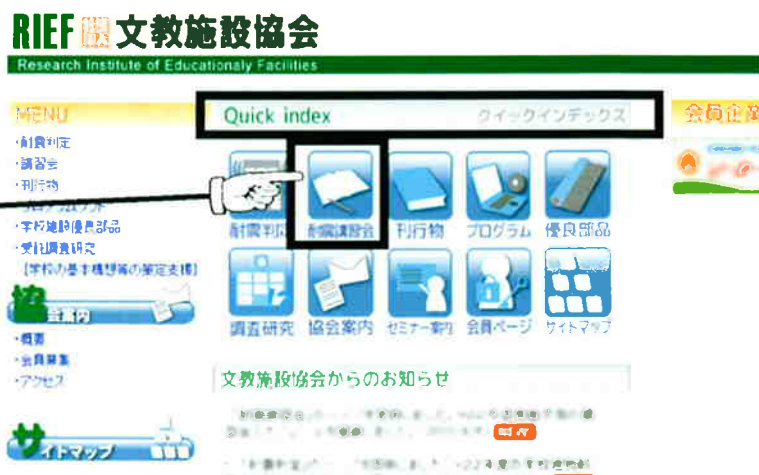 RIEF 文教施設協会
Research Institute of Educationaly Facilities
MENU
・耐震判定
・講習会
・刊行物
・学校施設優良部品
・受託調査研究
【学校の基本構想等の策定支援】
協会案内
・概要
・会員募集
・アクセス
サイトマップ
Quick index クイックインデックス
耐震判定 耐震講習会 刊行物 プログラム 優良部品
調査研究 協会案内 セミナー案内 会員ページ サイトマップ
文教施設協会からのお知らせ
会員企業